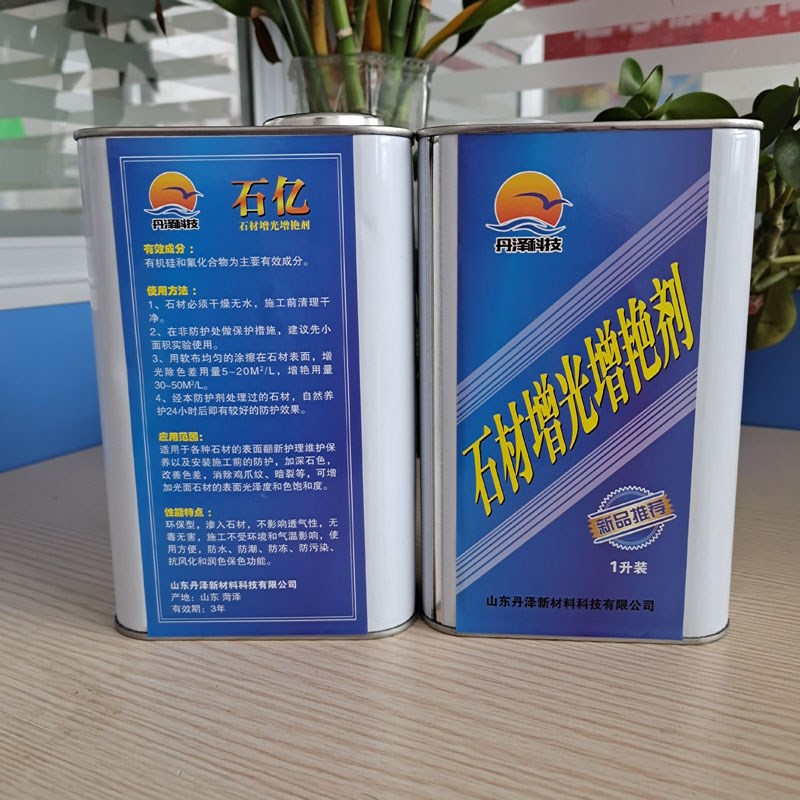 丹泽科技
石亿
石材增光增艳剂
有效成分：
有机硅和氟化合物为主要有效成分。
使用方法：
1、石材必须干燥无水，施工前清理干
净。
2、在非防护处做保护措施，建议先小
面积实验使用。
3、用软布均匀的涂擦在石材表面，增
光除色差用量5~20M²/L，增艳用量
30~50M²/L。
4、经本防护剂处理过的石材，自然养
护24小时后即有较好的防护效果。
应用范围：
适用于各种石材的表面翻新护理维护保
养以及安装施工前的防护，加深石色，
改善色差，消除鸡爪纹、暗裂等，可增
加光面石材的表面光泽度和色饱和度。
性能特点：
环保型，渗入石材，不影响透气性，无
毒无害，施工不受环境和气温影响，使
用方便，防水、防潮、防冻、防污染、
抗风化和润色保色功能。
山东丹泽新材料科技有限公司
产地：山东 菏泽
有效期：3年
丹泽科技
石材增光增艳剂
新品推荐
1升装
山东丹泽新材料科技有限公司